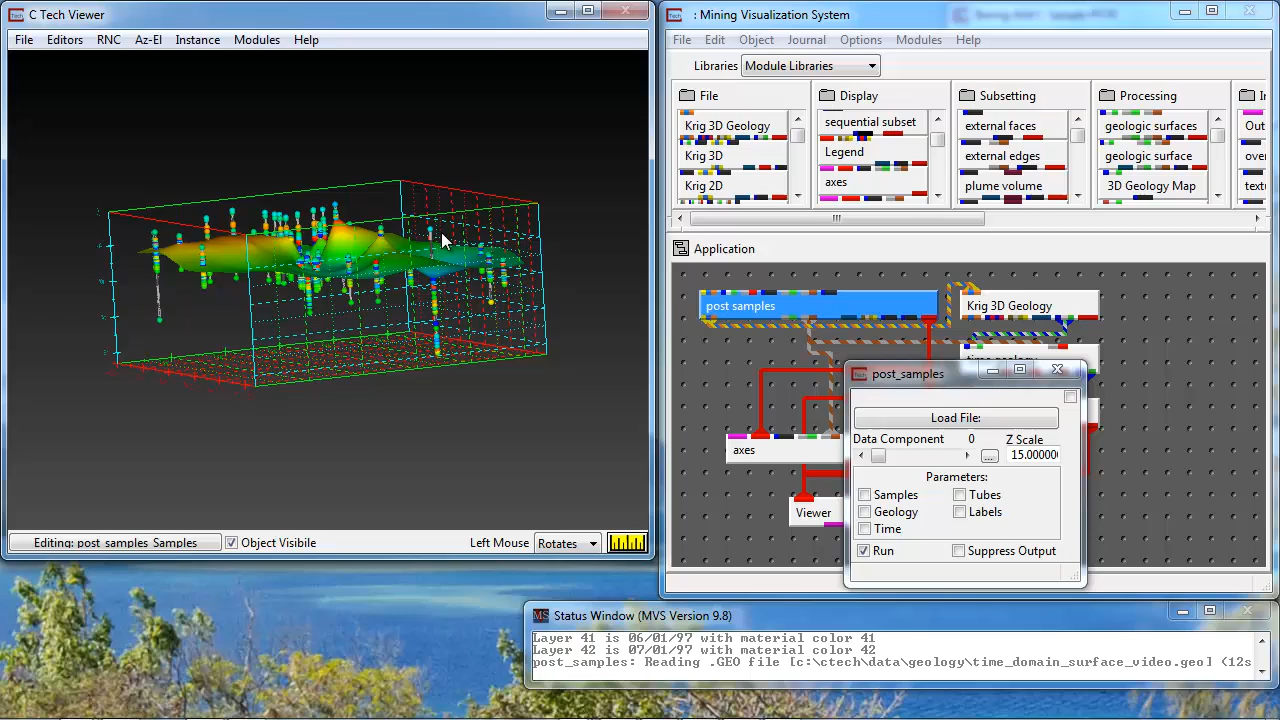 C Tech Viewer
File Editors RNC Az-El Instance Modules Help
Editing: post_samples_Samples
Object Visibile
Left Mouse
Rotates
: Mining Visualization System
File Edit Object Journal Options Modules Help
Libraries
Module Libraries
File
Krig 3D Geology
Krig 3D
Krig 2D
Display
sequential subset
Legend
axes
Subsetting
external faces
external edges
plume volume
Processing
geologic surfaces
geologic surface
3D Geology Map
Application
post samples
Krig 3D Geology
axes
Viewer
post_samples
Load File:
Data Component 0
Z Scale
15.000000
Parameters:
Samples Tubes
Geology Labels
Time
Run Suppress Output
Status Window (MVS Version 9.8)
Layer 41 is 06/01/97 with material color 41
Layer 42 is 07/01/97 with material color 42
post_samples: Reading .GEO file [c:\ctech\data\geology\time_domain_surface_video.geo] (12s